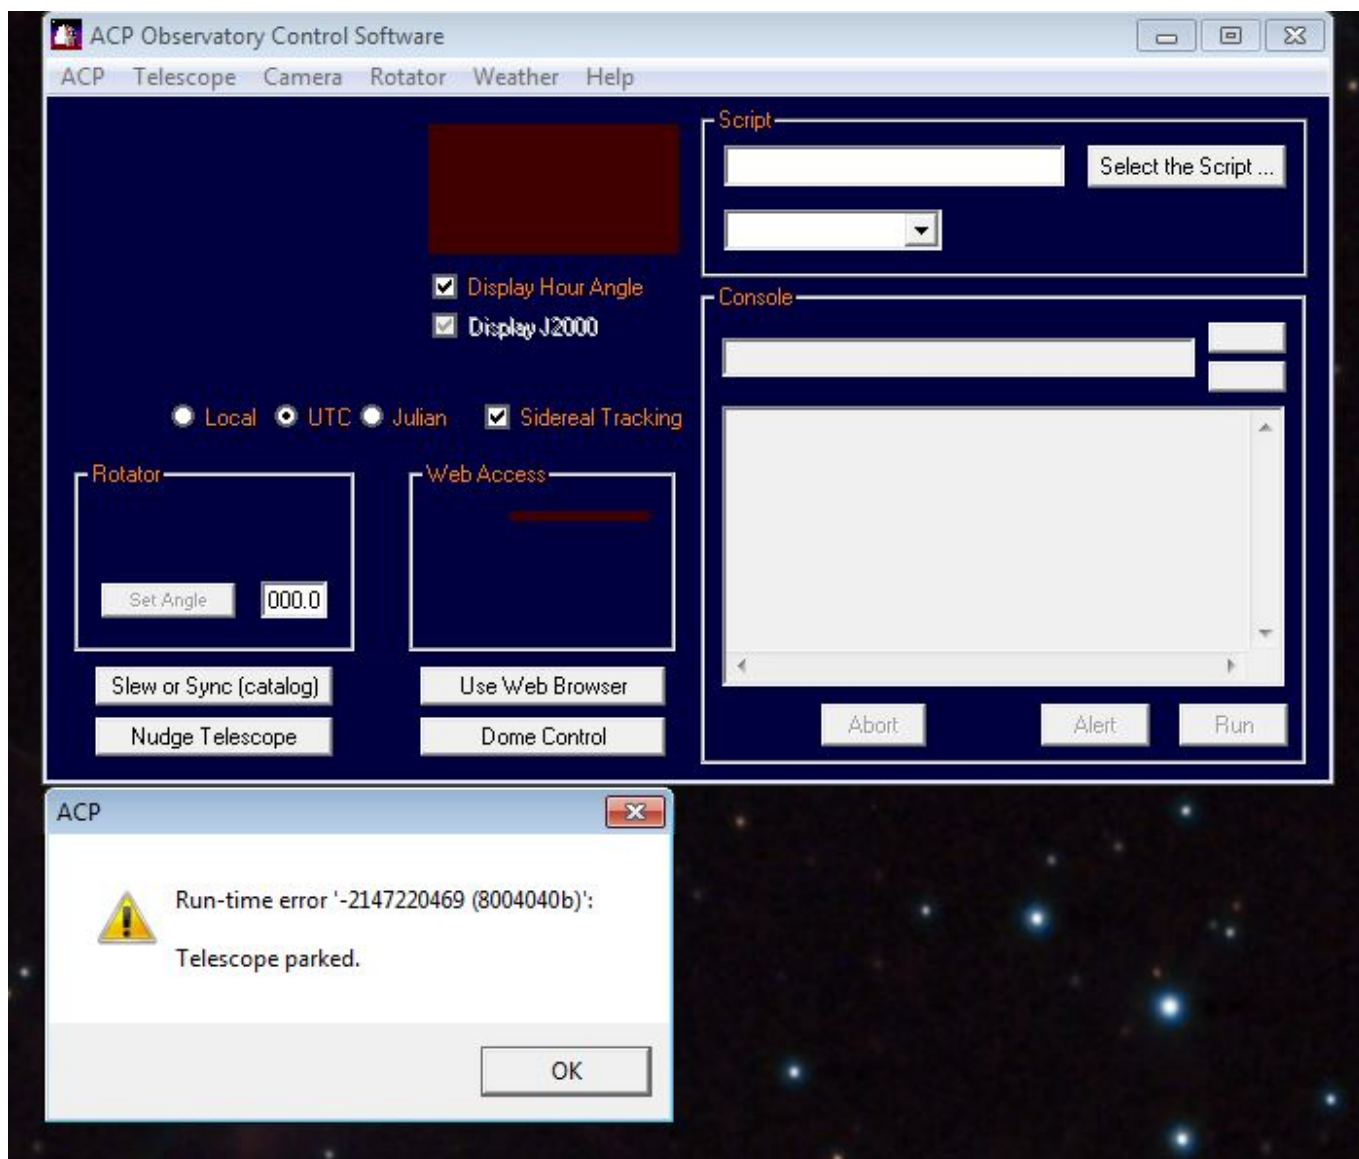 ACP Observatory Control Software
ACP Telescope Camera Rotator Weather Help
Script
Select the Script ...
Display Hour Angle
Display J2000
Console
Local UTC Julian Sidereal Tracking
Rotator
Web Access
Set Angle 000.0
Slew or Sync (catalog)
Use Web Browser
Nudge Telescope
Dome Control
Abort Alert Run
ACP
Run-time error '-2147220469 (8004040b)':
Telescope parked.
OK